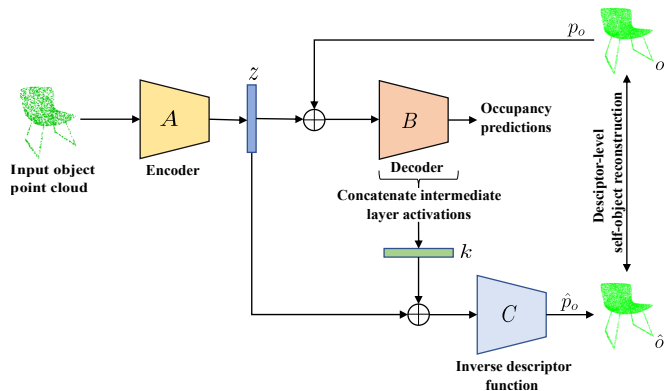 p_o
o
z
A
B
Occupancy
predictions
Input object
point cloud
Encoder
Decoder
Concatenate intermediate
layer activations
Desciptor-level
self-object reconstruction
k
C
p̂_o
ô
Inverse descriptor
function